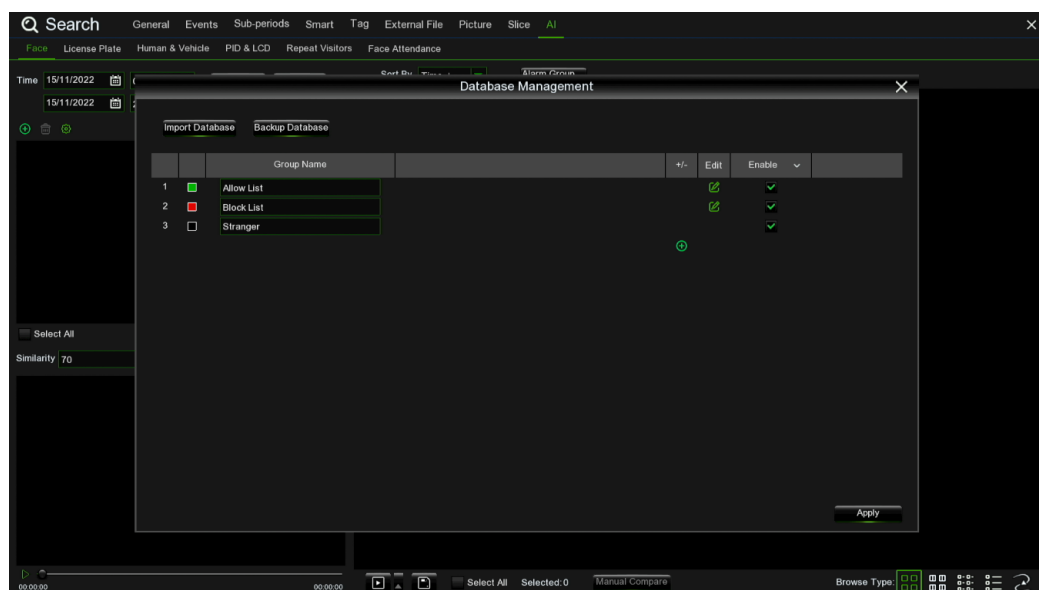 Search General Events Sub-periods Smart Tag External File Picture Slice AI
Face License Plate Human & Vehicle PID & LCD Repeat Visitors Face Attendance
Time 15/11/2022 Sort By Alarm Group
Database Management
15/11/2022
Import Database Backup Database
Group Name +/- Edit Enable
1 Allow List
2 Block List
3 Stranger
Select All
Similarity 70
Apply
00:00:00 00:00:00 Select All Selected:0 Manual Compare Browse Type: